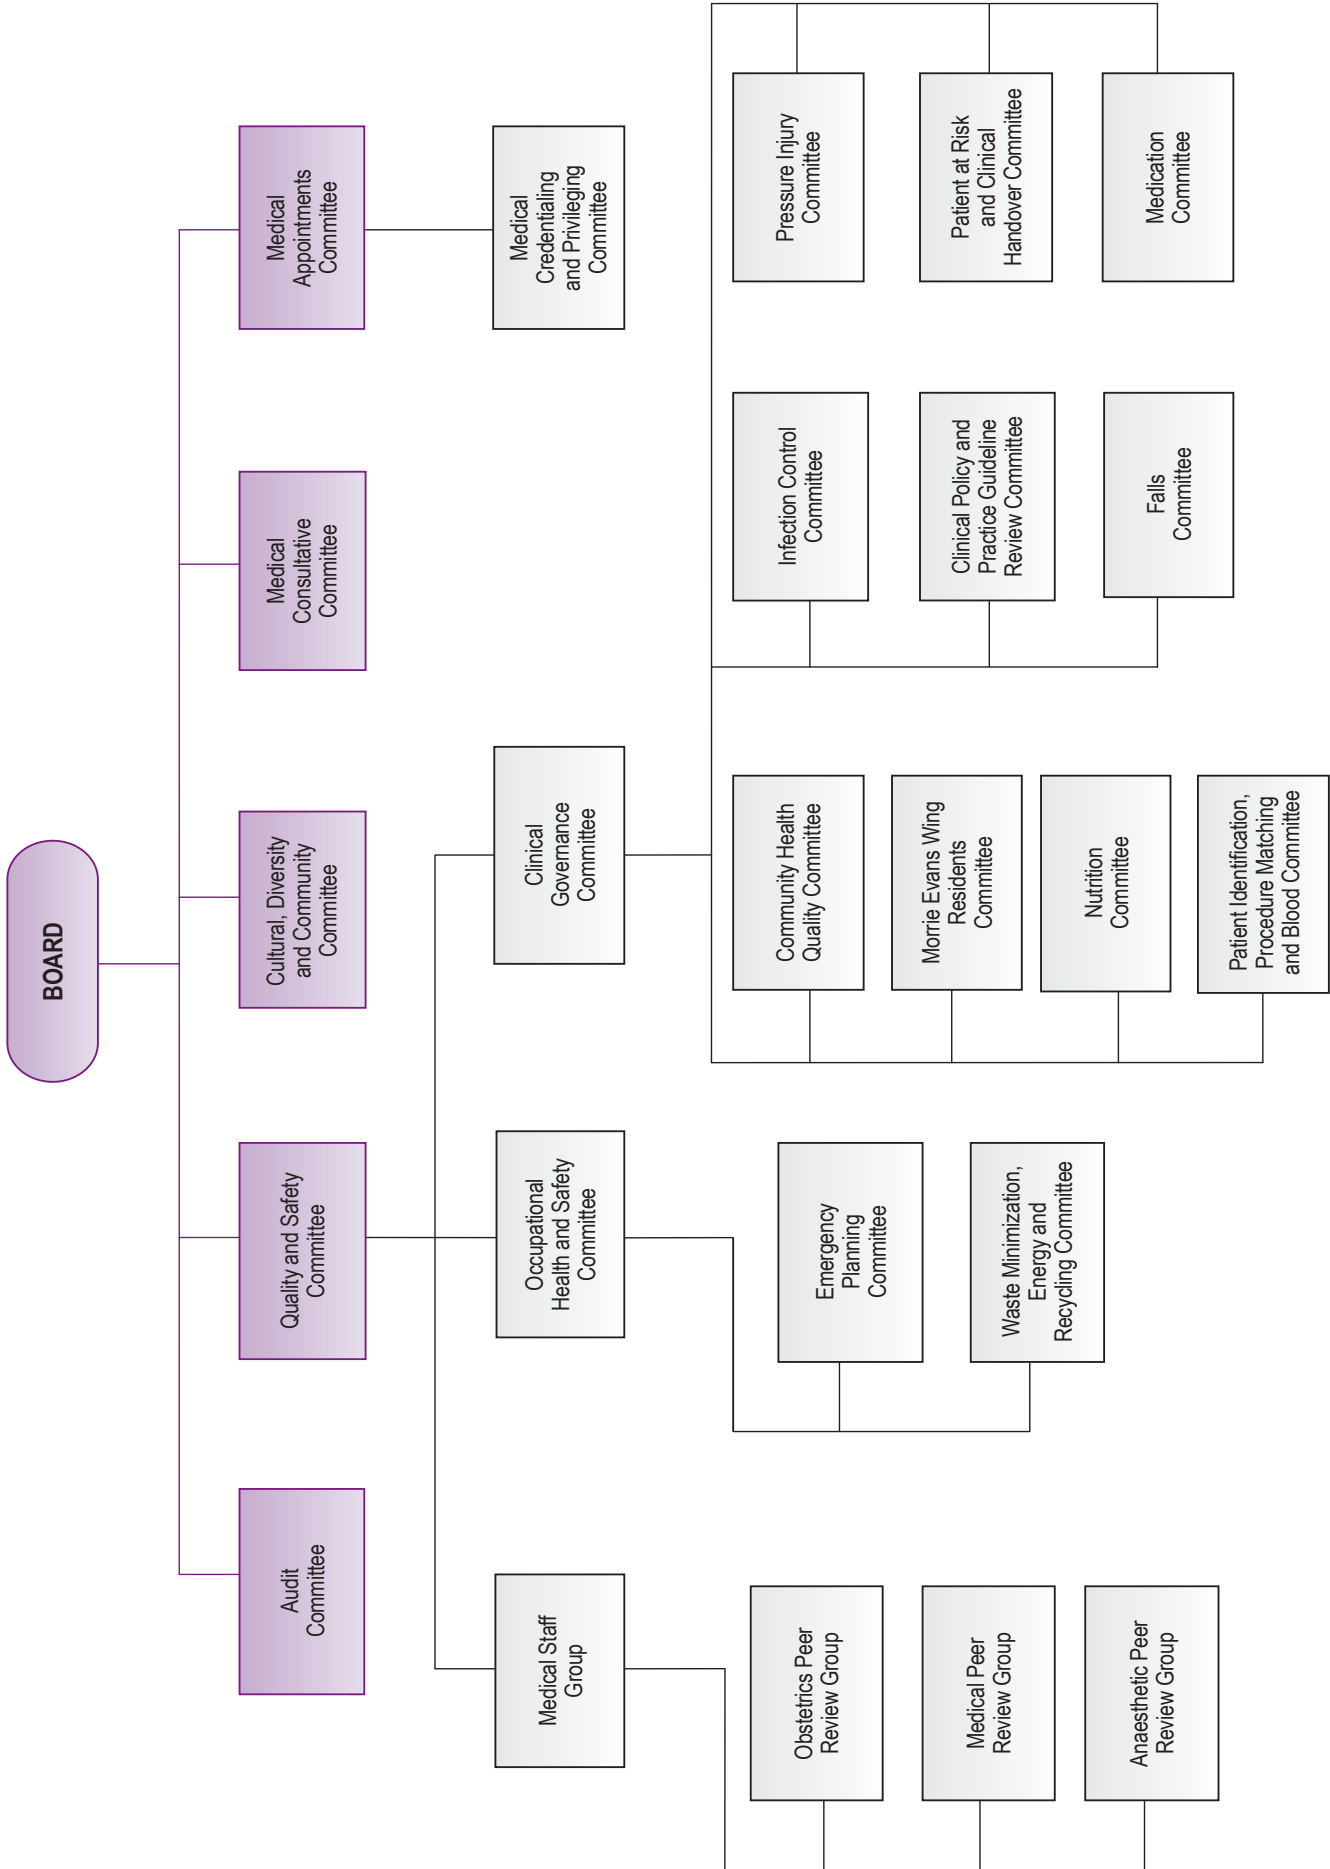 BOARD
Audit
Committee
Quality and Safety
Committee
Cultural, Diversity
and Community
Committee
Medical
Consultative
Committee
Medical
Appointments
Committee
Medical Staff
Group
Occupational
Health and Safety
Committee
Clinical
Governance
Committee
Medical
Credentialing
and Privileging
Committee
Obstetrics Peer
Review Group
Medical Peer
Review Group
Anaesthetic Peer
Review Group
Emergency
Planning
Committee
Waste Minimization,
Energy and
Recycling Committee
Community Health
Quality Committee
Morrie Evans Wing
Residents
Committee
Nutrition
Committee
Patient Identification,
Procedure Matching
and Blood Committee
Infection Control
Committee
Clinical Policy and
Practice Guideline
Review Committee
Falls
Committee
Pressure Injury
Committee
Patient at Risk
and Clinical
Handover Committee
Medication
Committee